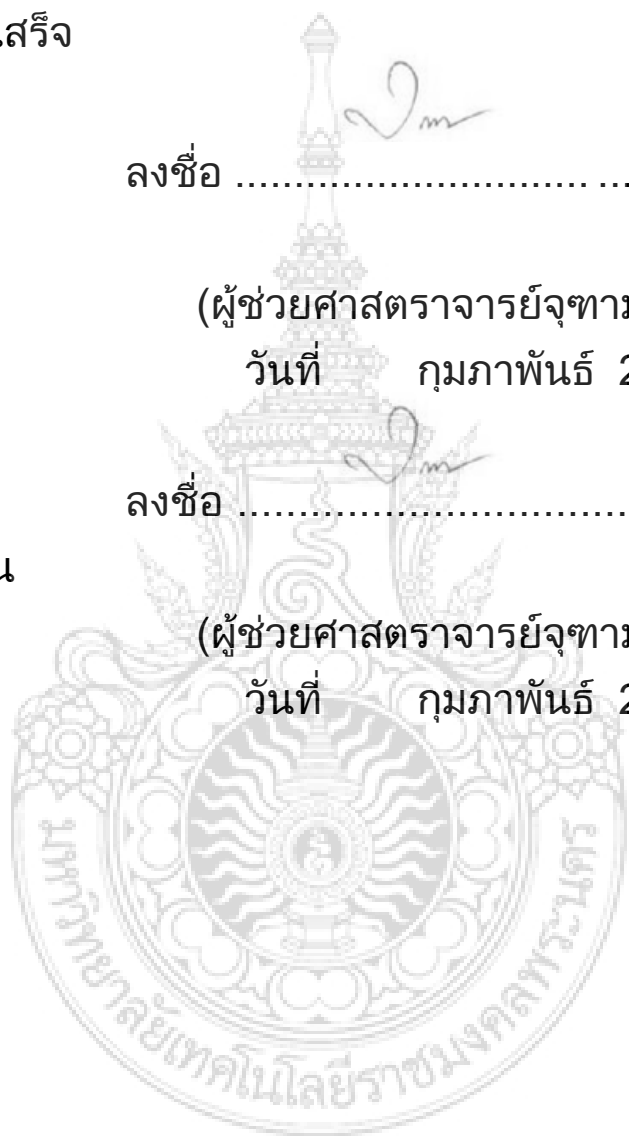 เสร็จ
ลงชื่อ .............................. ...
(ผู้ช่วยศาสตราจารย์จุฑาม
วันที่ กุมภาพันธ์ 2
ลงชื่อ .................................
น
(ผู้ช่วยศาสตราจารย์จุฑาม
วันที่ กุมภาพันธ์ 2
มหาวิทยาลัยเทคโนโลยีราชมงคลพระนคร